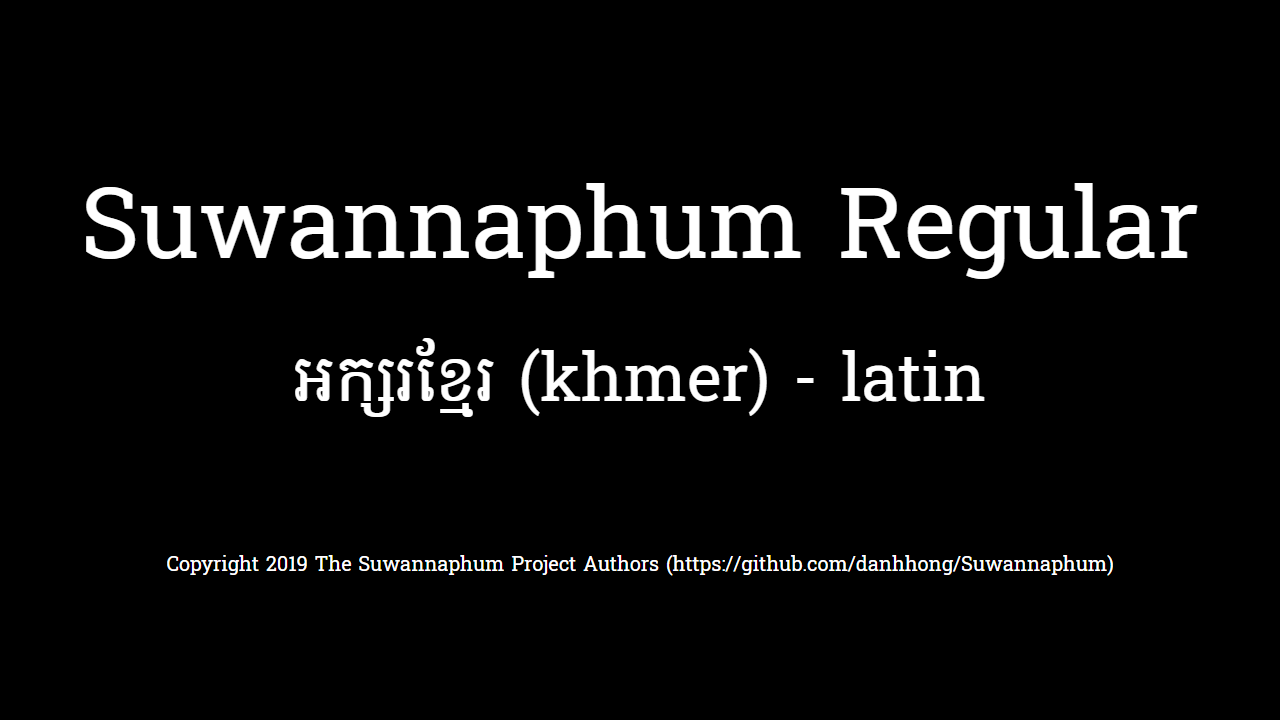 Suwannaphum Regular
អក្សរខ្មែរ (khmer) - latin
Copyright 2019 The Suwannaphum Project Authors (https://github.com/danhhong/Suwannaphum)